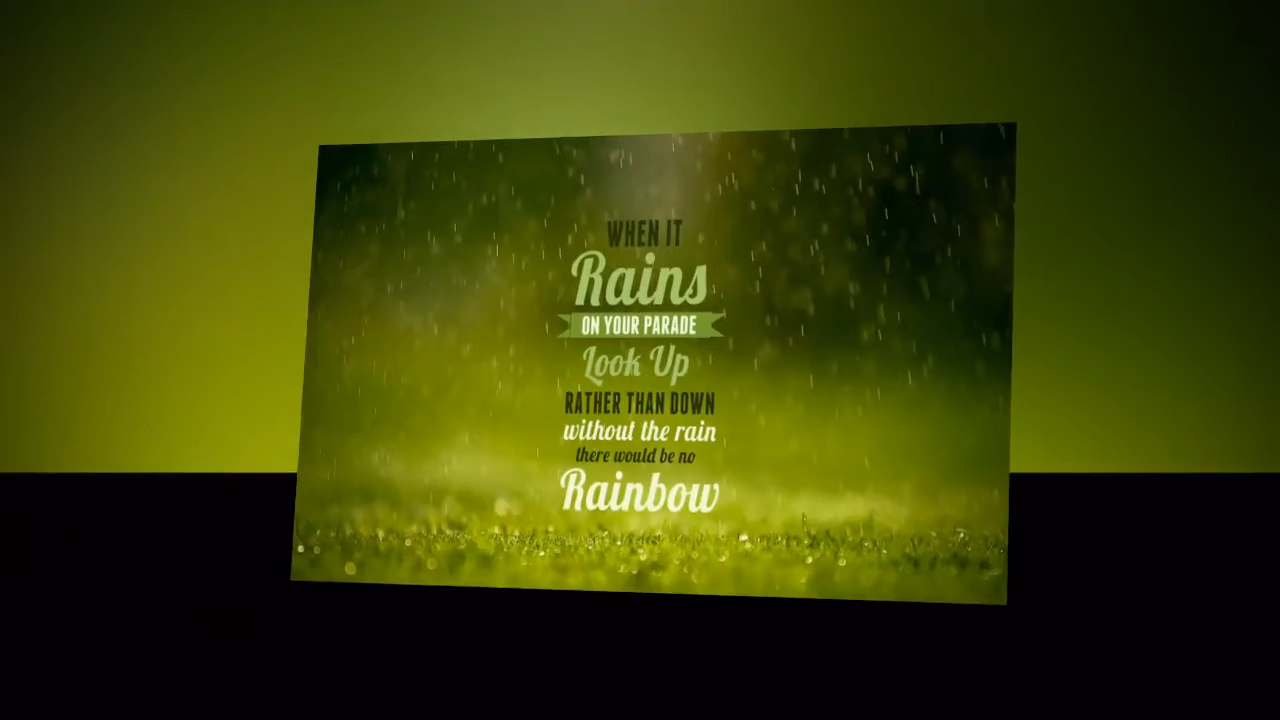 WHEN IT
Rains
ON YOUR PARADE
Look Up
RATHER THAN DOWN
without the rain
there would be no
Rainbow